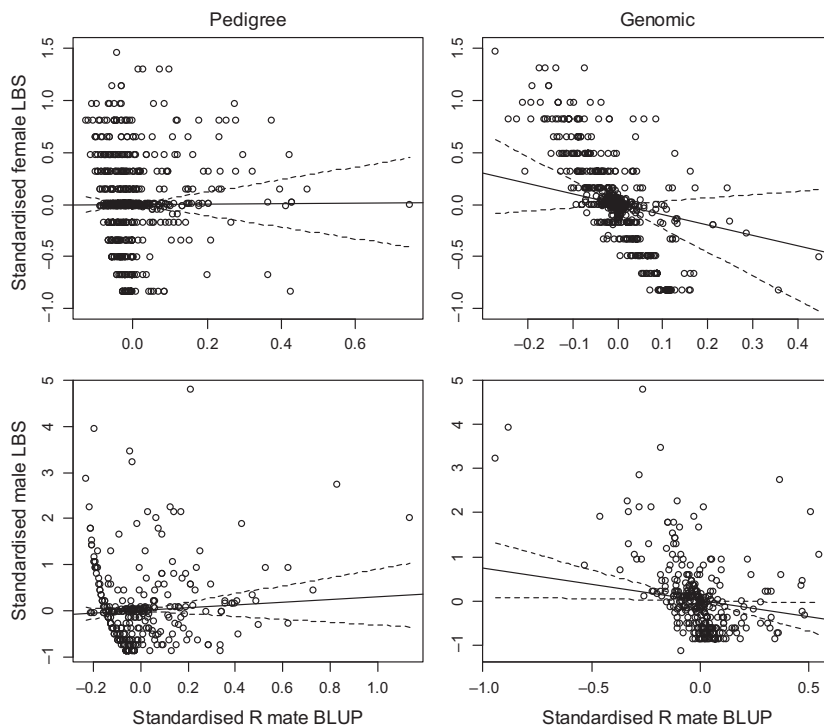 Pedigree
Genomic
Standardised female LBS
1.5
1.0
0.5
0.0
−0.5
−1.0
0.0 0.2 0.4 0.6
1.5
1.0
0.5
0.0
−0.5
−1.0
−0.2 −0.1 0.0 0.1 0.2 0.3 0.4
Standardised male LBS
5
4
3
2
1
0
−1
−0.2 0.0 0.2 0.4 0.6 0.8 1.0
Standardised R mate BLUP
5
4
3
2
1
0
−1
−1.0 −0.5 0.0 0.5
Standardised R mate BLUP